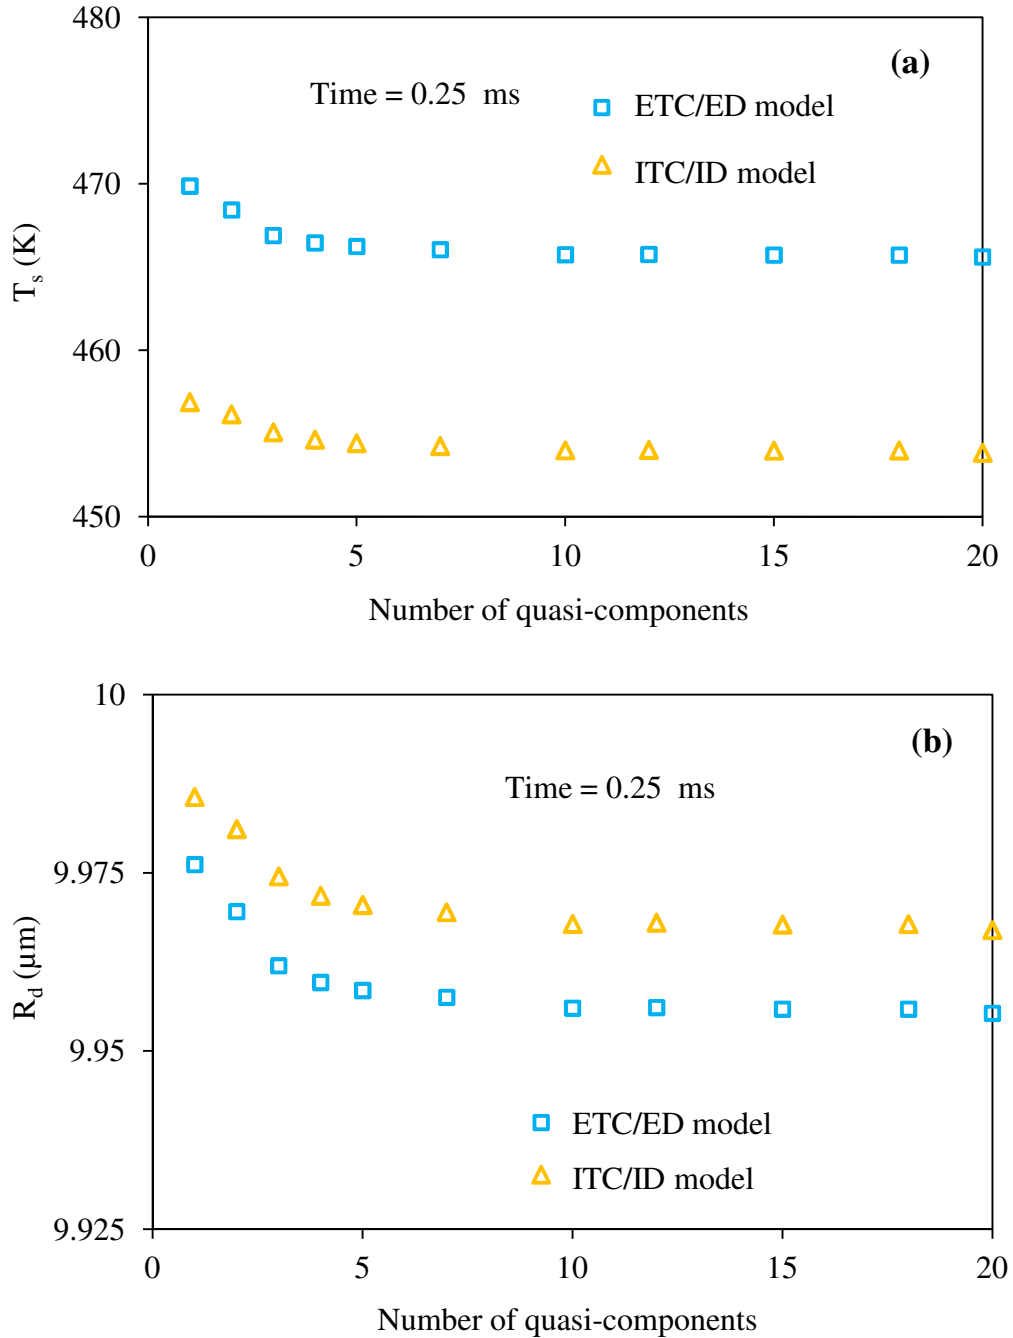 480
(a)
Time = 0.25 ms
ETC/ED model
ITC/ID model
470
T_s (K)
460
450
0 5 10 15 20
Number of quasi-components
10
(b)
Time = 0.25 ms
9.975
R_d (μm)
9.95
ETC/ED model
ITC/ID model
9.925
0 5 10 15 20
Number of quasi-components